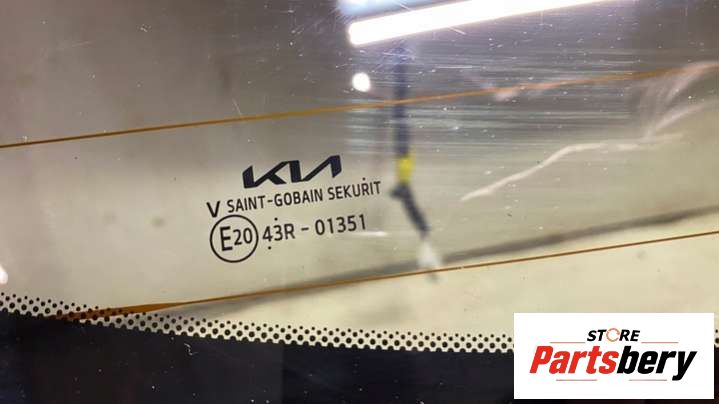 KIA
V SAINT-GOBAIN SEKURIT
E20 43R - 01351
STORE
Partsbery